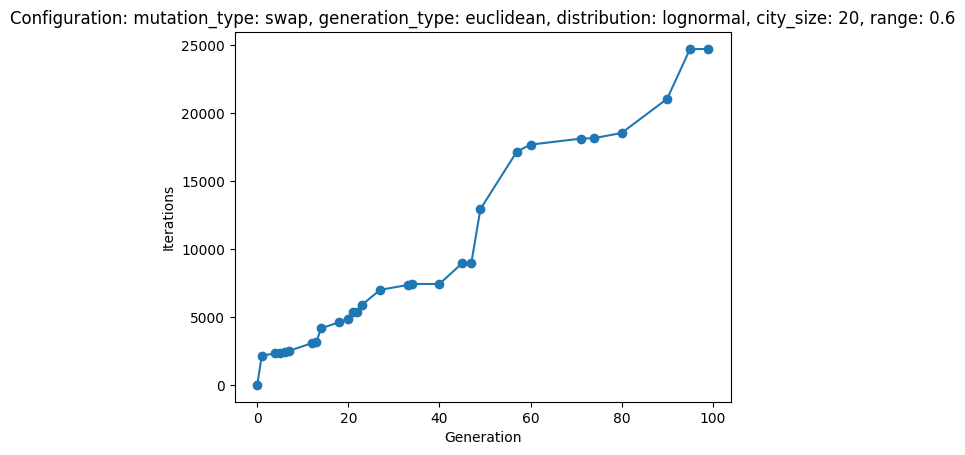 Configuration: mutation_type: swap, generation_type: euclidean, distribution: lognormal, city_size: 20, range: 0.6
25000
20000
15000
10000
5000
0
Iterations
0 20 40 60 80 100
Generation